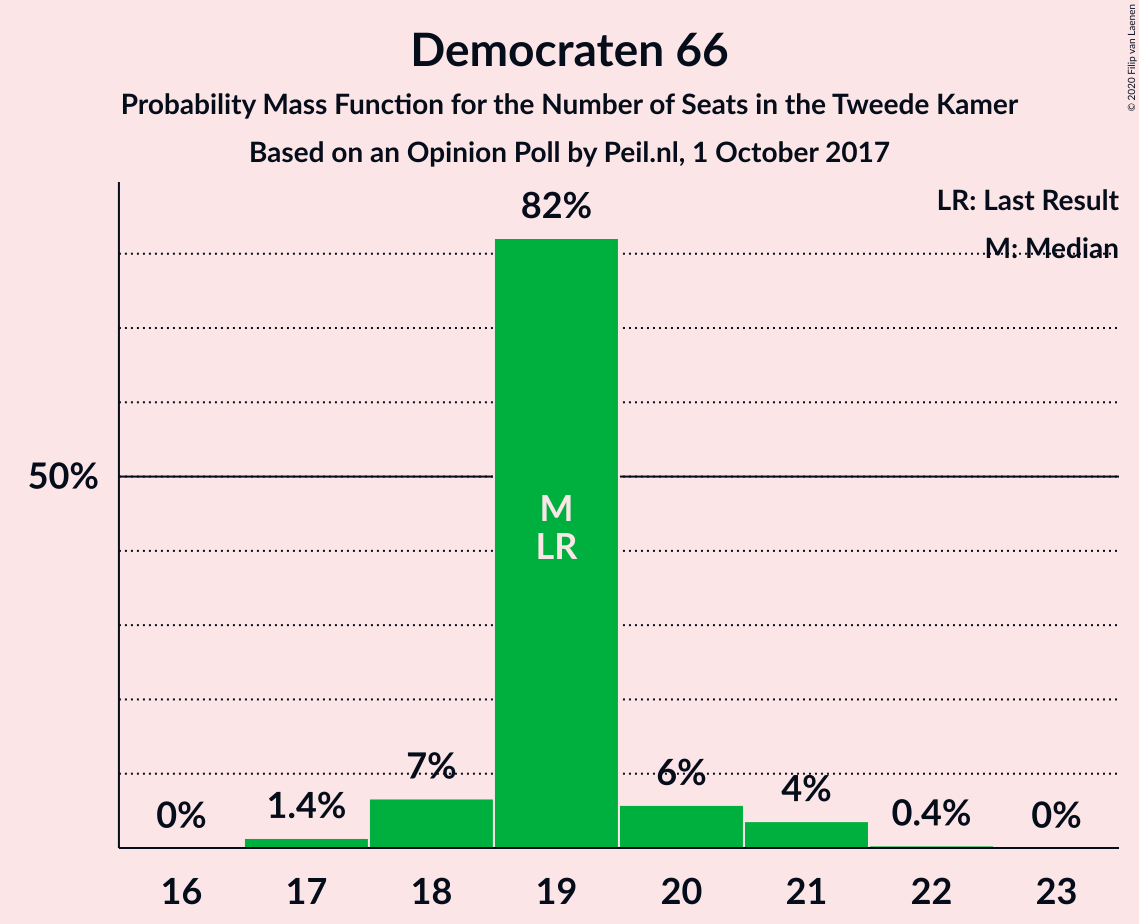 Democraten 66
Probability Mass Function for the Number of Seats in the Tweede Kamer
Based on an Opinion Poll by Peil.nl, 1 October 2017
© 2020 Filip van Laenen
LR: Last Result
M: Median
82%
50%
M
LR
7%
6%
4%
1.4%
0.4%
0%
0%
16 17 18 19 20 21 22 23